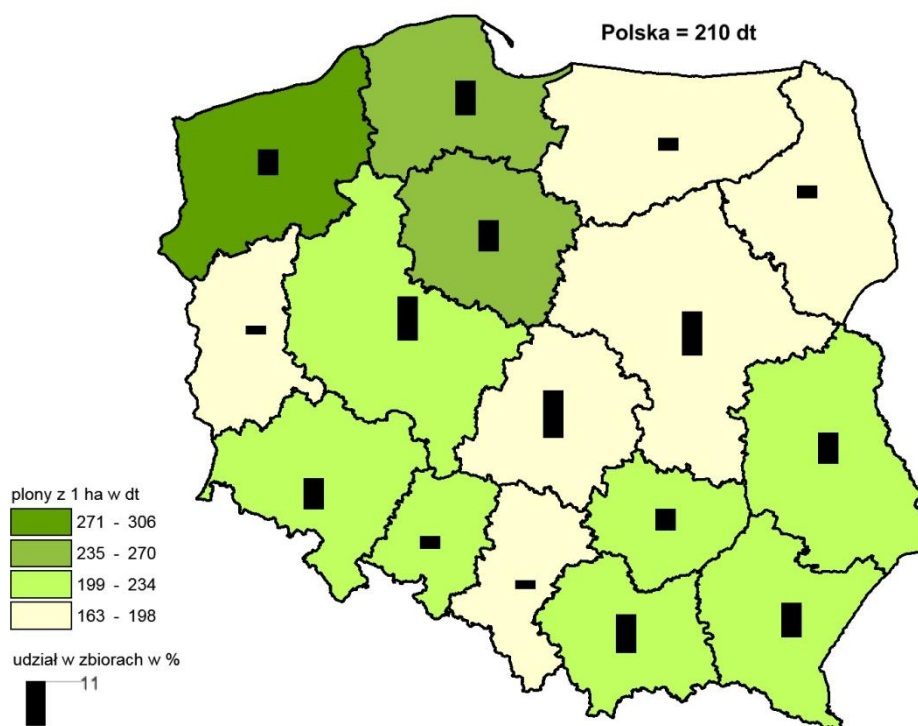 Polska = 210 dt
plony z 1 ha w dt
271 - 306
235 - 270
199 - 234
163 - 198
udział w zbiorach w %
11